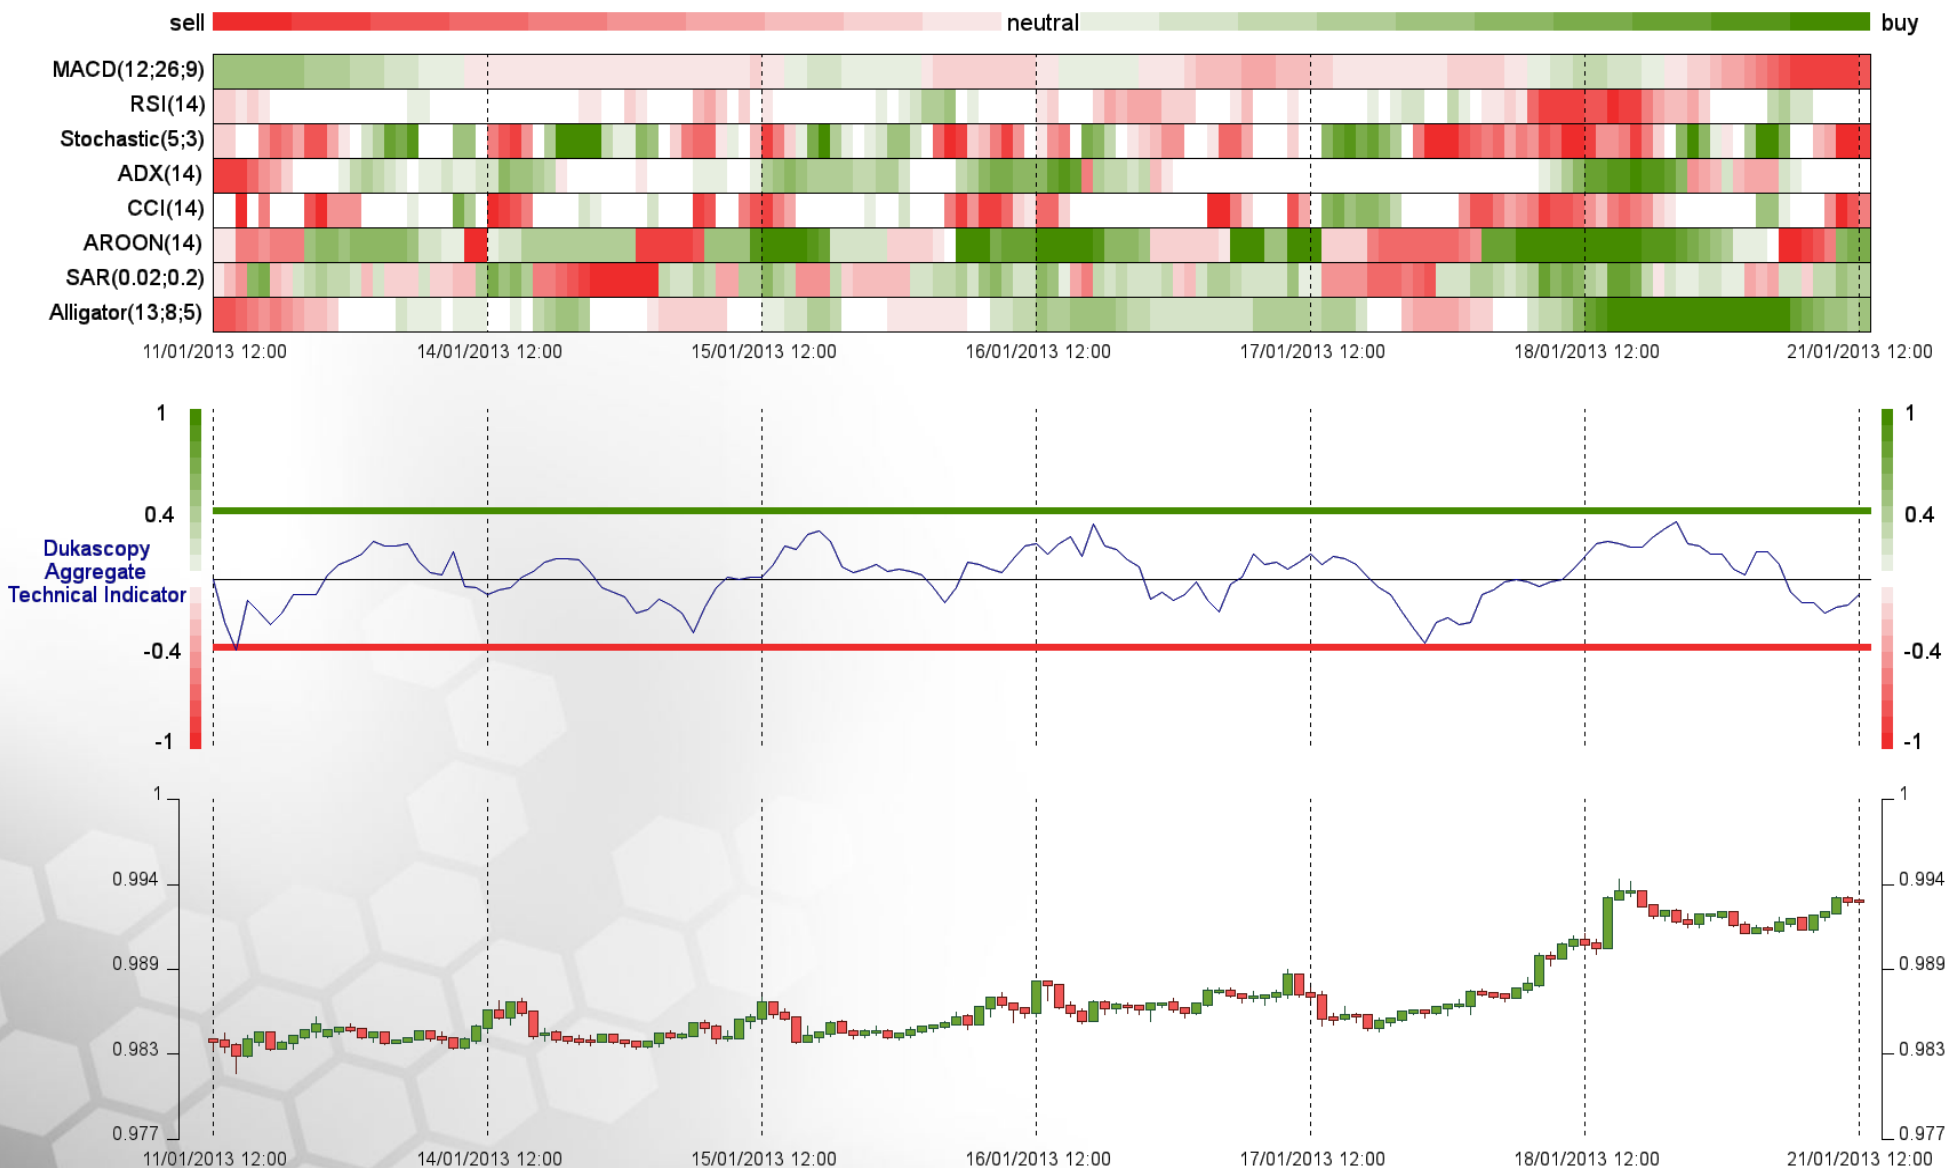 sell neutral buy
MACD(12;26;9)
RSI(14)
Stochastic(5;3)
ADX(14)
CCI(14)
AROON(14)
SAR(0.02;0.2)
Alligator(13;8;5)
11/01/2013 12:00 14/01/2013 12:00 15/01/2013 12:00 16/01/2013 12:00 17/01/2013 12:00 18/01/2013 12:00 21/01/2013 12:00
1 1
0.4 0.4
Dukascopy
Aggregate
Technical Indicator
-0.4 -0.4
-1 -1
1 1
0.994 0.994
0.989 0.989
0.983 0.983
0.977 0.977
11/01/2013 12:00 14/01/2013 12:00 15/01/2013 12:00 16/01/2013 12:00 17/01/2013 12:00 18/01/2013 12:00 21/01/2013 12:00